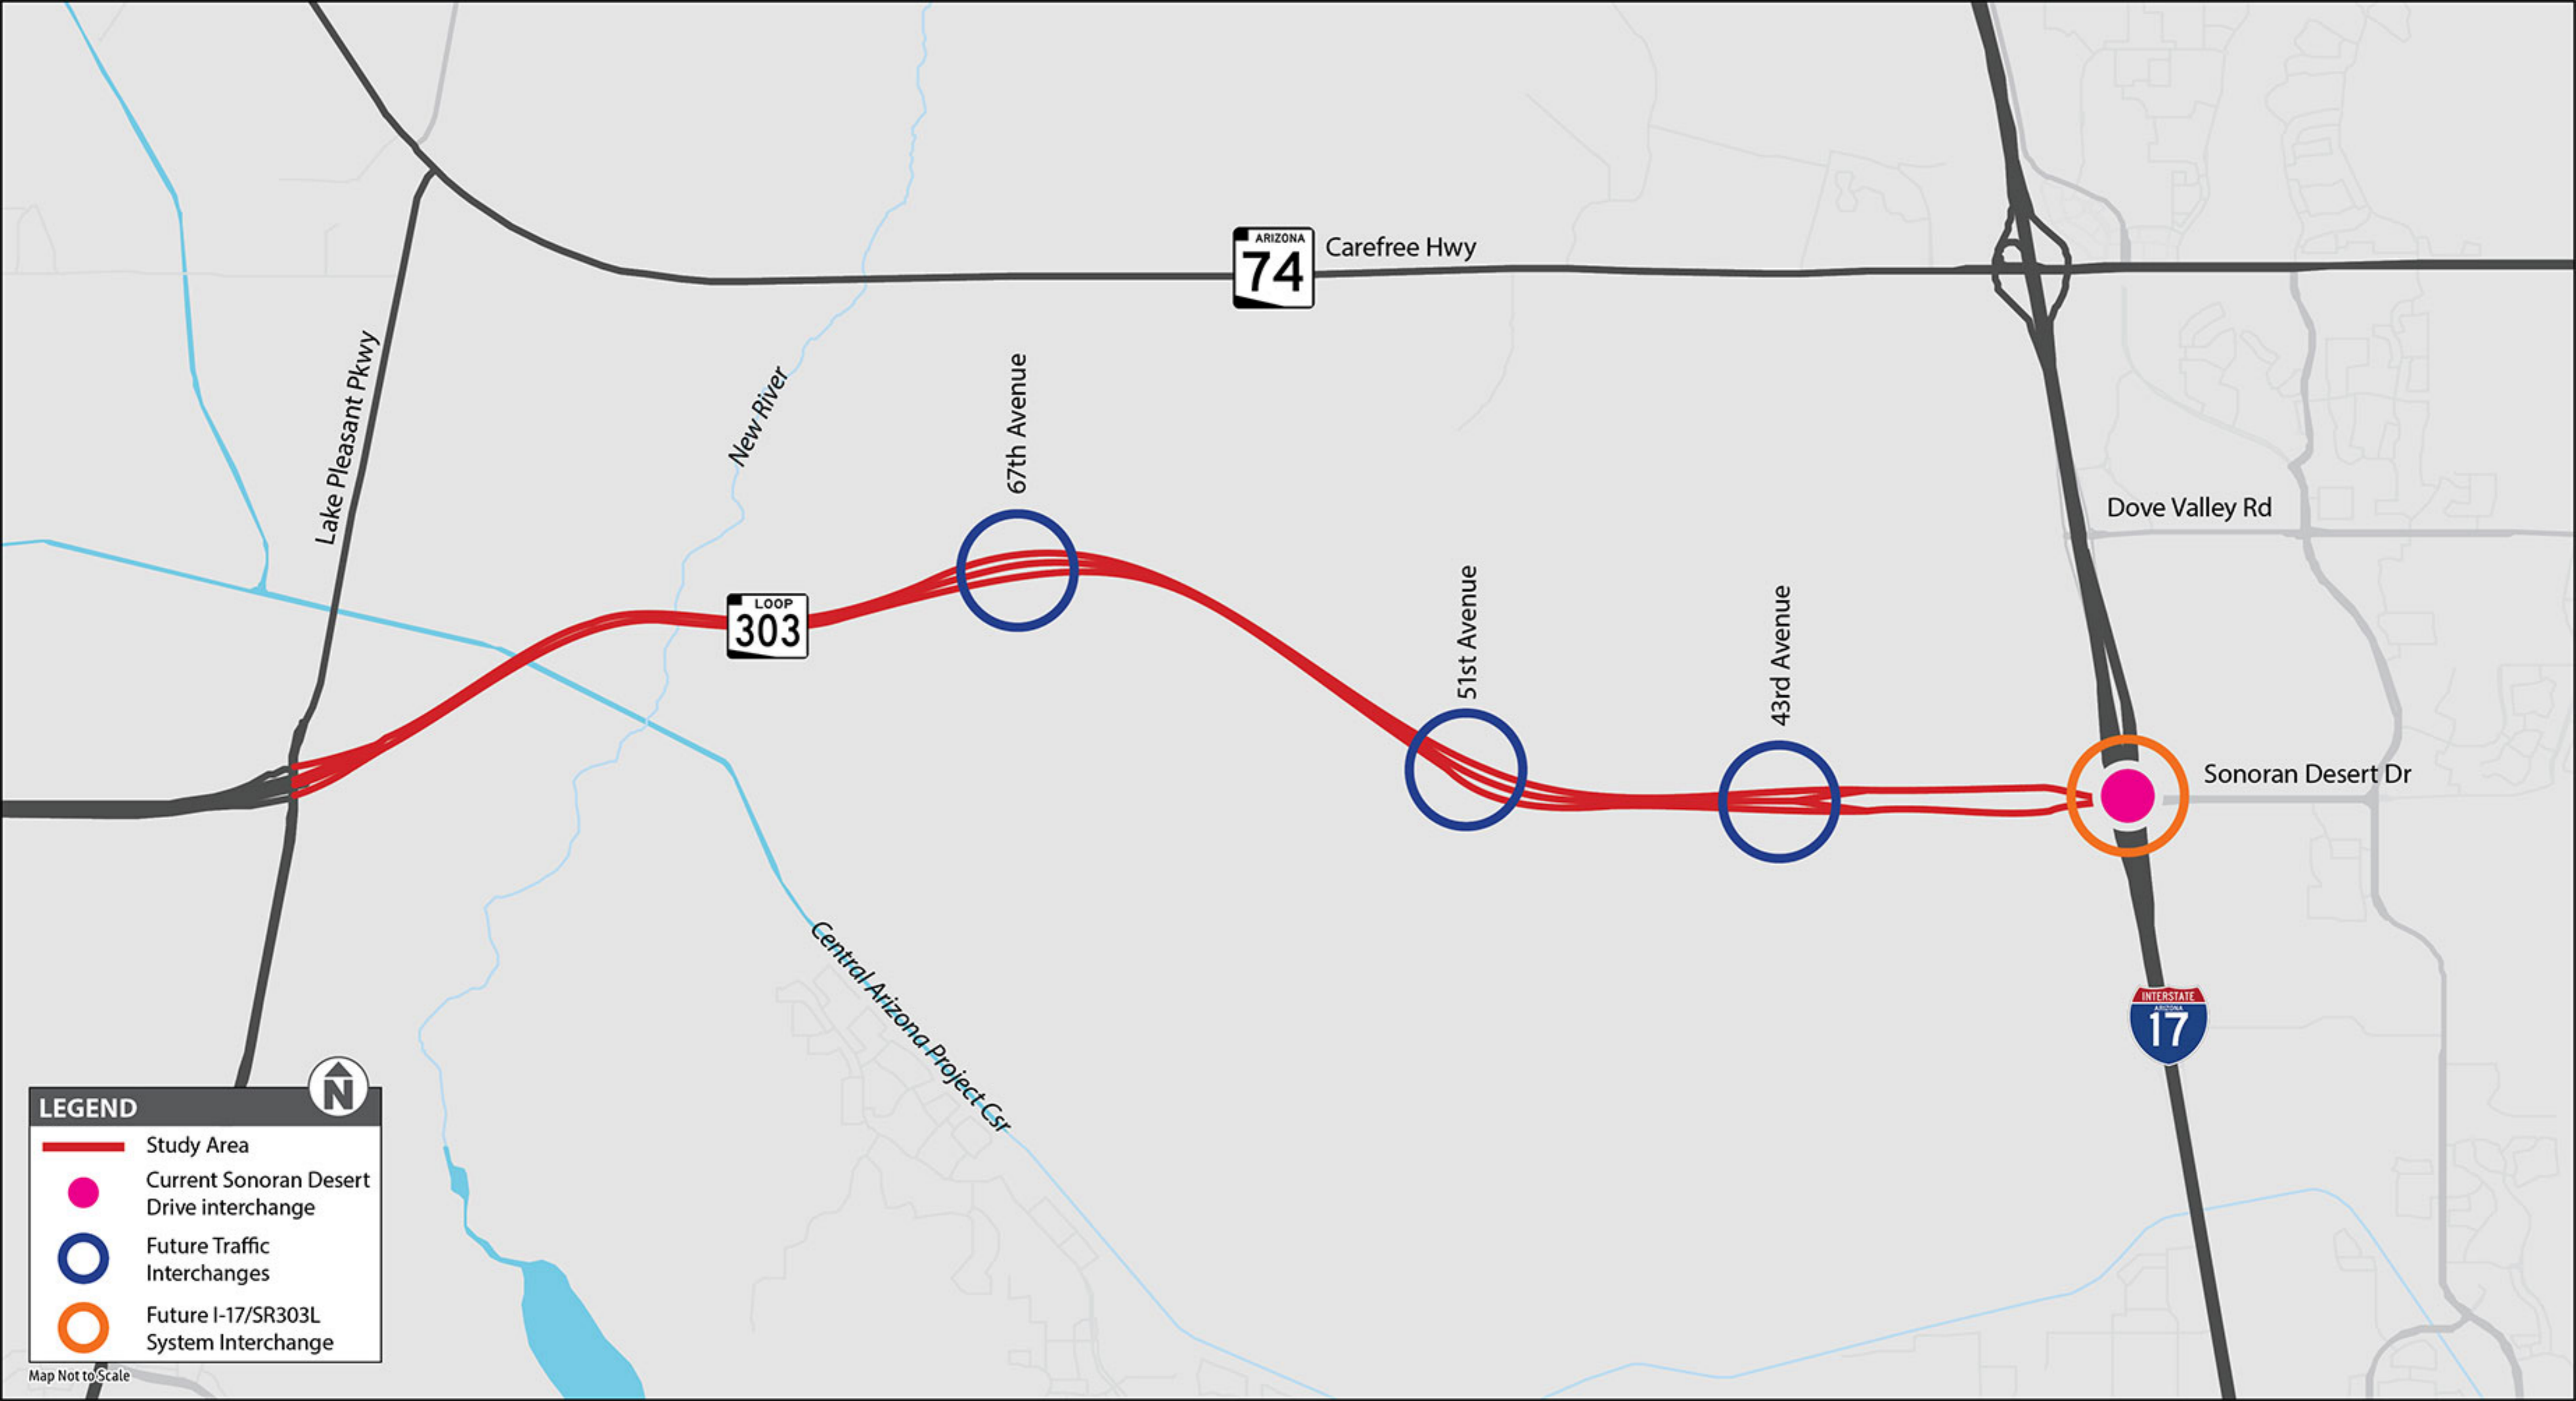 ARIZONA
74
Carefree Hwy
Lake Pleasant Pkwy
New River
67th Avenue
Dove Valley Rd
LOOP
303
51st Avenue
43rd Avenue
Sonoran Desert Dr
Central Arizona Project Csr
INTERSTATE
ARIZONA
17
N
LEGEND
Study Area
Current Sonoran Desert
Drive interchange
Future Traffic
Interchanges
Future I-17/SR303L
System Interchange
Map Not to Scale